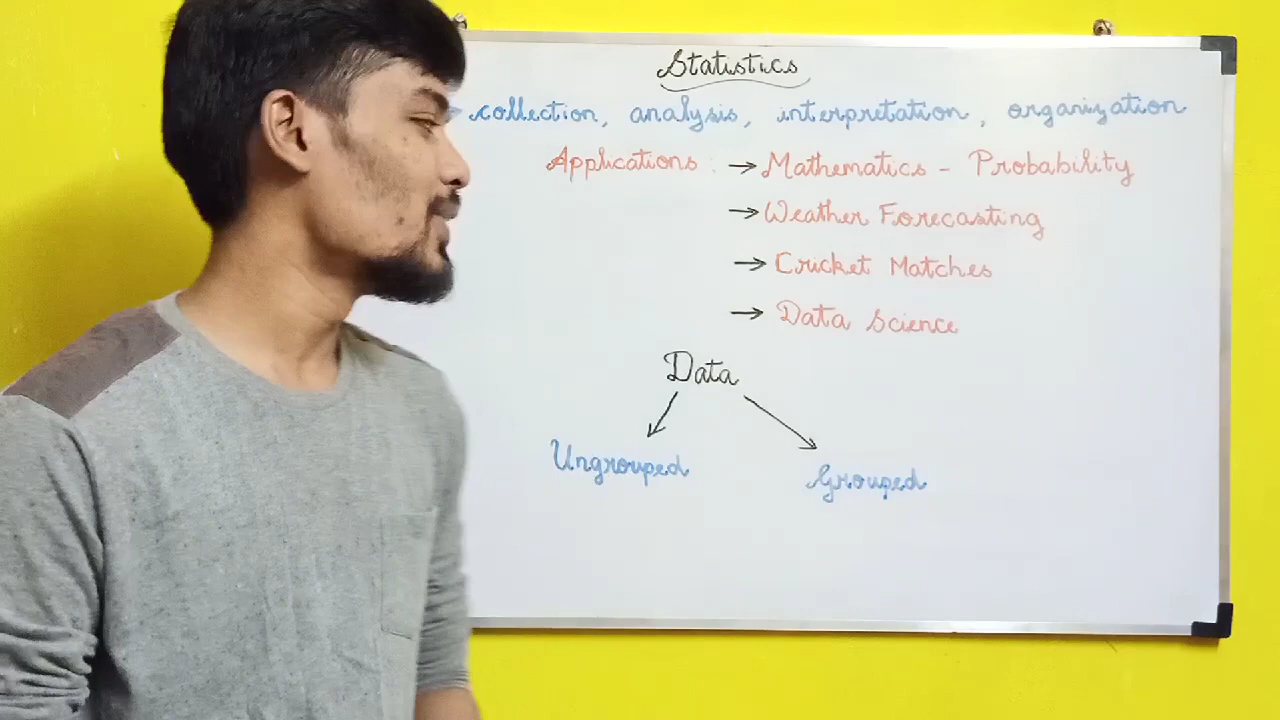 Statistics
collection, analysis, interpretation, organization
Applications : → Mathematics - Probability
→ Weather Forecasting
→ Cricket Matches
→ Data Science
Data
Ungrouped Grouped